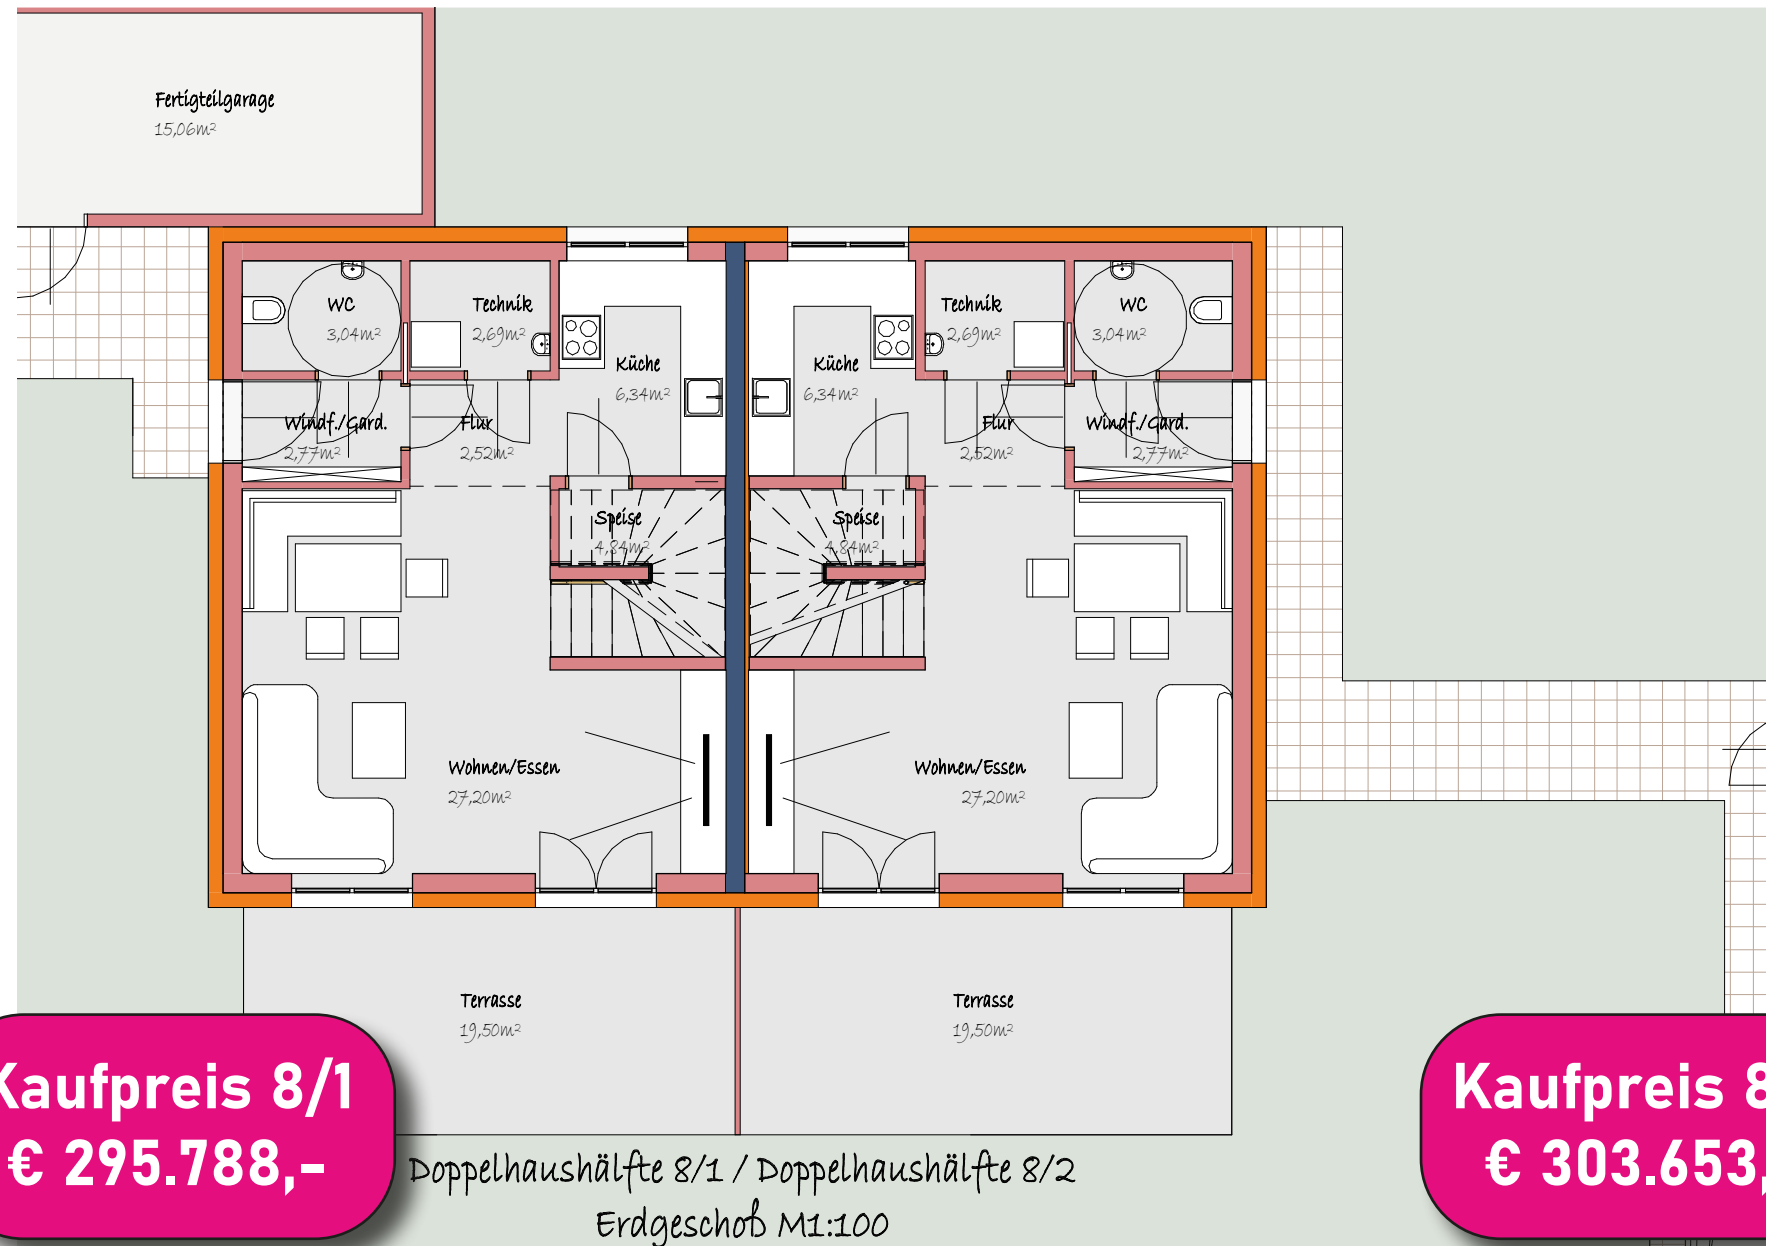 Fertigteilgarage
15,06m²
WC
3,04m²
Technik
2,69m²
Küche
6,34m²
Windf./Gard.
2,77m²
Flur
2,52m²
Speise
4,84m²
Wohnen/Essen
27,20m²
Terrasse
19,50m²
Küche
6,34m²
Technik
2,69m²
WC
3,04m²
Flur
2,52m²
Windf./Gard.
2,77m²
Speise
4,84m²
Wohnen/Essen
27,20m²
Terrasse
19,50m²
Kaufpreis 8/1
€ 295.788,-
Kaufpreis 8
€ 303.653,
Doppelhaushälfte 8/1 / Doppelhaushälfte 8/2
Erdgeschoß M1:100